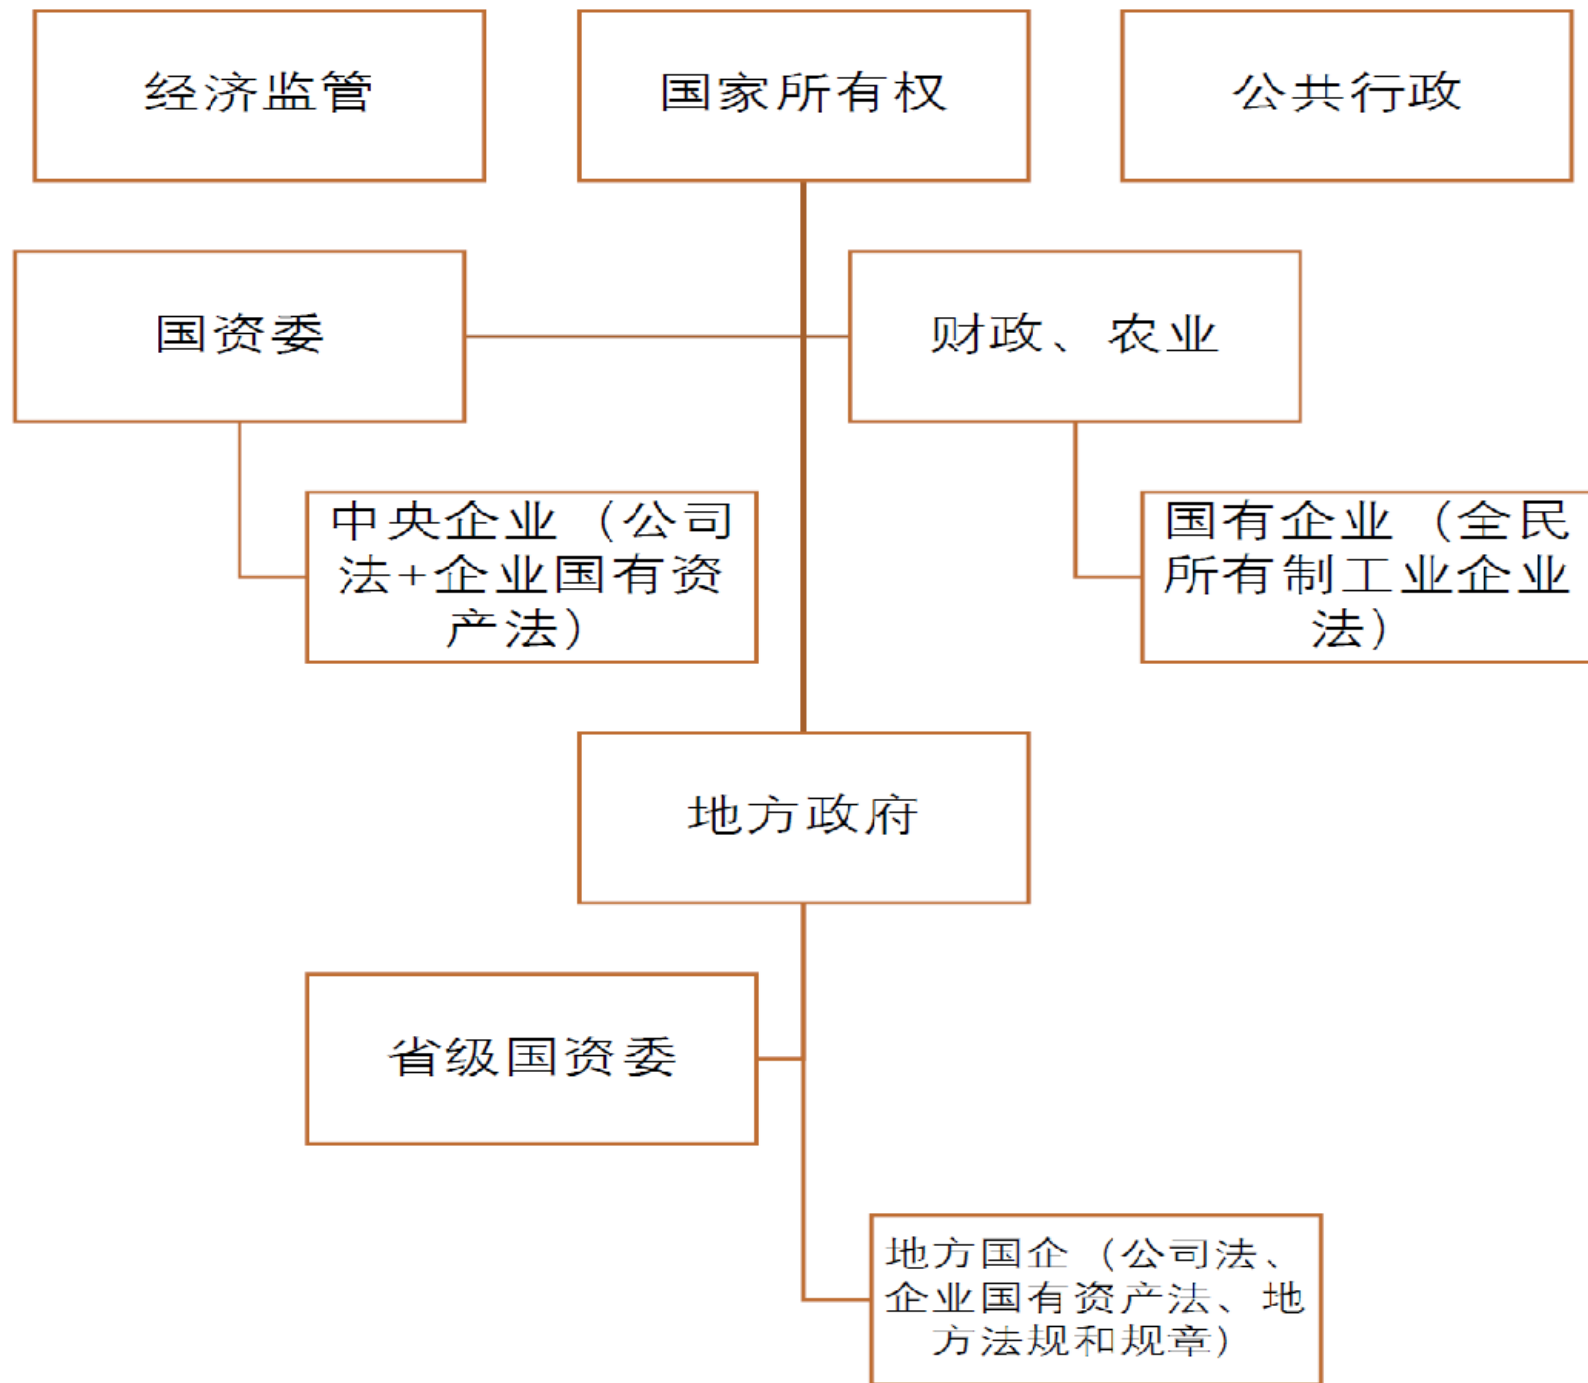 经济监管
国家所有权
公共行政
国资委
财政、农业
中央企业（公司
法+企业国有资
产法）
国有企业（全民
所有制工业企业
法）
地方政府
省级国资委
地方国企（公司法、
企业国有资产法、地
方法规和规章）